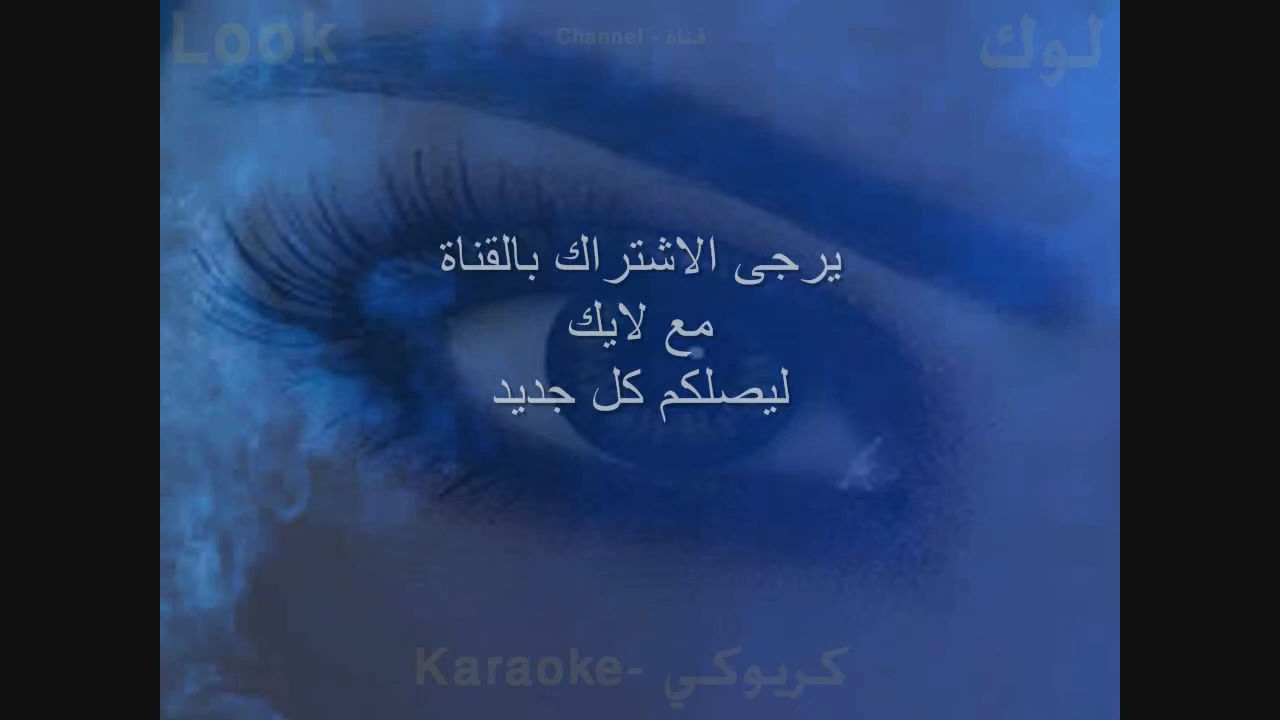 Look
Channel - قناة
لوك
يرجى الاشتراك بالقناة
مع لايك
ليصلكم كل جديد
Karaoke- كريوكي